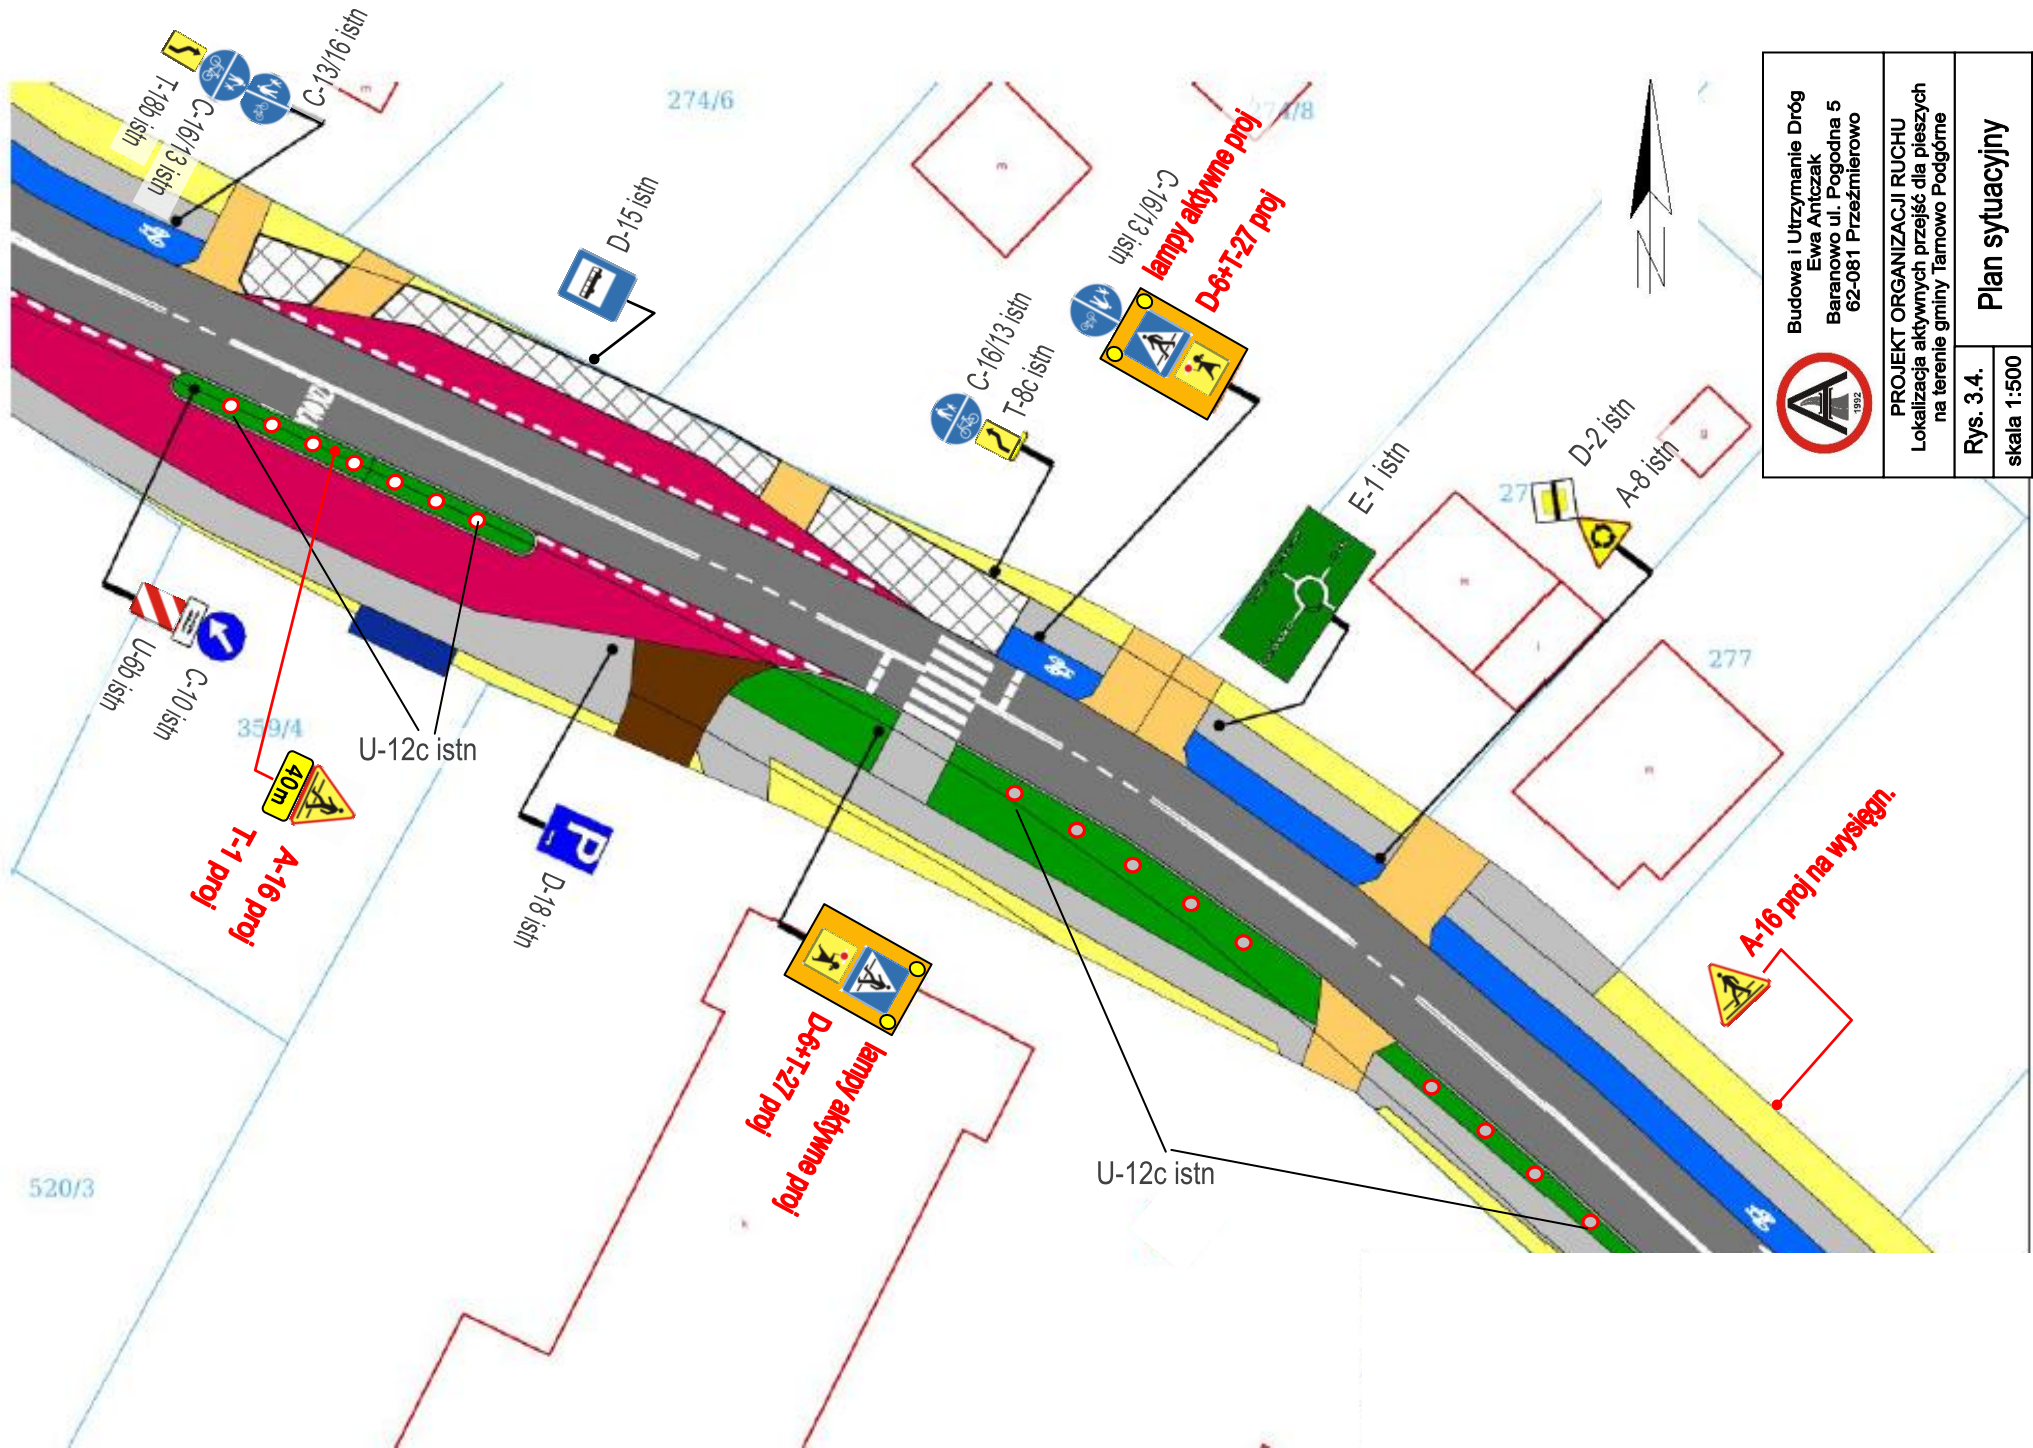 T-18b istn
C-16/13 istn
C-13/16 istn
274/6
274/8
D-15 istn
C-16/13 istn
lampy aktywne proj
D-6+T-27 proj
C-16/13 istn
T-8c istn
E-1 istn
27
D-2 istn
A-8 istn
277
U-6b istn
C-10 istn
359/4
U-12c istn
40m
A-16 proj
T-1 proj
P
D-18 istn
D-6+T-27 proj
lampy aktywne proj
U-12c istn
A-16 proj na wysięgn.
520/3
N
Budowa i Utrzymanie Dróg
Ewa Antczak
Baranowo ul. Pogodna 5
62-081 Przeźmierowo
1992
PROJEKT ORGANIZACJI RUCHU
Lokalizacja aktywnych przejść dla pieszych
na terenie gminy Tarnowo Podgórne
Rys. 3.4.
skala 1:500
Plan sytuacyjny